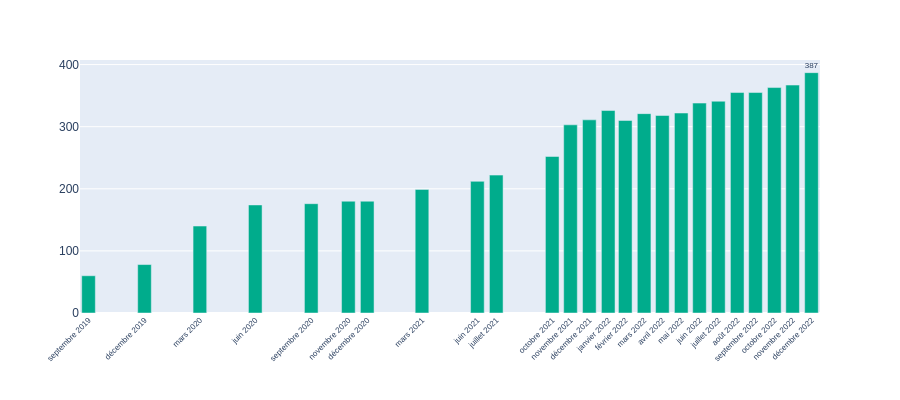 400
300
200
100
0
387
septembre 2019
décembre 2019
mars 2020
juin 2020
septembre 2020
novembre 2020
décembre 2020
mars 2021
juin 2021
juillet 2021
octobre 2021
novembre 2021
décembre 2021
janvier 2022
février 2022
mars 2022
avril 2022
mai 2022
juin 2022
juillet 2022
août 2022
septembre 2022
octobre 2022
novembre 2022
décembre 2022